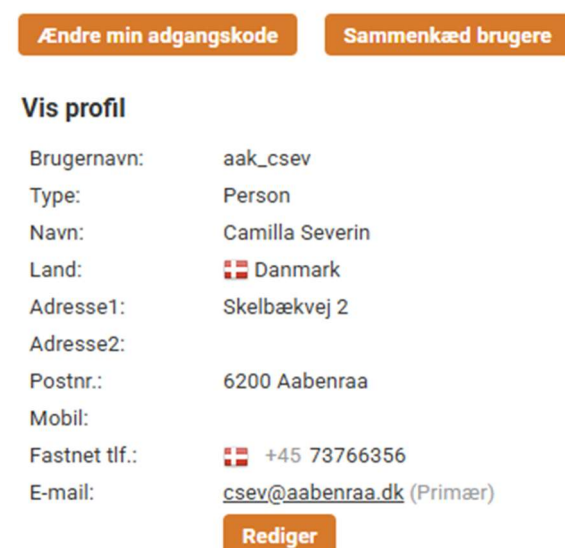 Ændre min adgangskode Sammenkæd brugere
Vis profil
Brugernavn: aak_csev
Type: Person
Navn: Camilla Severin
Land: Danmark
Adresse1: Skelbækvej 2
Adresse2:
Postnr.: 6200 Aabenraa
Mobil:
Fastnet tlf.: +45 73766356
E-mail: csev@aabenraa.dk (Primær)
Rediger